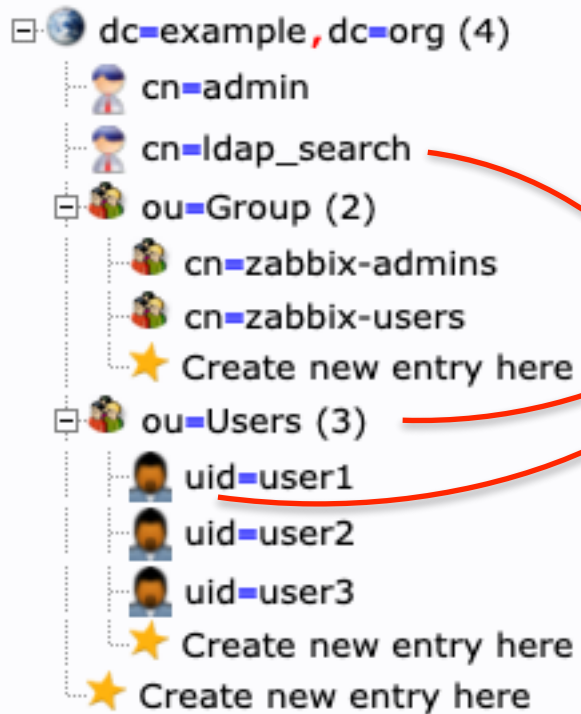 dc=example,dc=org (4)
cn=admin
cn=ldap_search
ou=Group (2)
cn=zabbix-admins
cn=zabbix-users
Create new entry here
ou=Users (3)
uid=user1
uid=user2
uid=user3
Create new entry here
Create new entry here